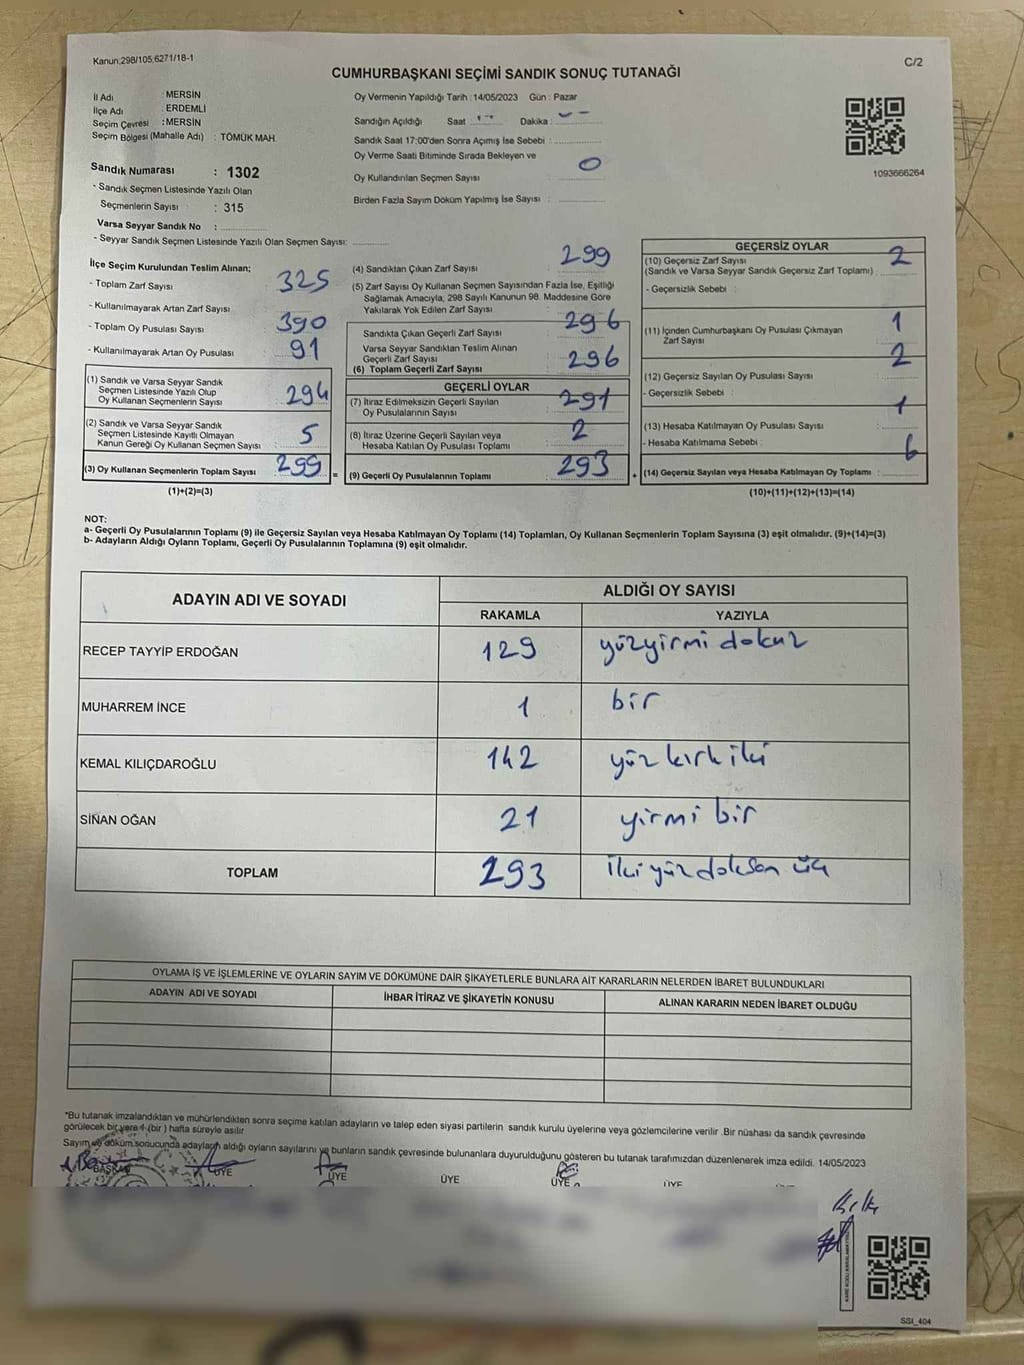 Kanun;298/105,6271/18-1
C/2
CUMHURBAŞKANI SEÇİMİ SANDIK SONUÇ TUTANAĞI
İl Adı : MERSİN
İlçe Adı : ERDEMLİ
Seçim Çevresi : MERSİN
Seçim Bölgesi (Mahalle Adı) : TÖMÜK MAH.
Sandık Numarası : 1302
- Sandık Seçmen Listesinde Yazılı Olan
Seçmenlerin Sayısı : 315
Varsa Seyyar Sandık No :
- Seyyar Sandık Seçmen Listesinde Yazılı Olan Seçmen Sayısı:
Oy Vermenin Yapıldığı Tarih : 14/05/2023 Gün : Pazar
Sandığın Açıldığı Saat Dakika :
Sandık Saat 17:00'den Sonra Açımış İse Sebebi :
Oy Verme Saati Bitiminde Sırada Bekleyen ve
Oy Kullandırılan Seçmen Sayısı 0
Birden Fazla Sayım Döküm Yapılmış İse Sayısı :
1093666264
İlçe Seçim Kurulundan Teslim Alınan;
- Toplam Zarf Sayısı 325
- Kullanılmayarak Artan Zarf Sayısı :
- Toplam Oy Pusulası Sayısı 390
- Kullanılmayarak Artan Oy Pusulası 91
(1) Sandık ve Varsa Seyyar Sandık
Seçmen Listesinde Yazılı Olup
Oy Kullanan Seçmenlerin Sayısı 294
(2) Sandık ve Varsa Seyyar Sandık
Seçmen Listesinde Kayıtlı Olmayan
Kanun Gereği Oy Kullanan Seçmen Sayısı 5
(3) Oy Kullanan Seçmenlerin Toplam Sayısı 299 =
(1)+(2)=(3)
(4) Sandıktan Çıkan Zarf Sayısı 299
(5) Zarf Sayısı Oy Kullanan Seçmen Sayısından Fazla İse, Eşitliği
Sağlamak Amacıyla, 298 Sayılı Kanunun 98. Maddesine Göre
Yakılarak Yok Edilen Zarf Sayısı
Sandıkta Çıkan Geçerli Zarf Sayısı 296
Varsa Seyyar Sandıktan Teslim Alınan
Geçerli Zarf Sayısı
(6) Toplam Geçerli Zarf Sayısı 296
GEÇERLİ OYLAR
(7) İtiraz Edilmeksizin Geçerli Sayılan
Oy Pusulalarının Sayısı 291
(8) İtiraz Üzerine Geçerli Sayılan veya
Hesaba Katılan Oy Pusulası Toplamı 2
(9) Geçerli Oy Pusulalarının Toplamı 293 +
GEÇERSİZ OYLAR
(10) Geçersiz Zarf Sayısı 2
(Sandık ve Varsa Seyyar Sandık Geçersiz Zarf Toplamı) :
- Geçersizlik Sebebi :
(11) İçinden Cumhurbaşkanı Oy Pusulası Çıkmayan 1
Zarf Sayısı
(12) Geçersiz Sayılan Oy Pusulası Sayısı 2
- Geçersizlik Sebebi :
(13) Hesaba Katılmayan Oy Pusulası Sayısı 1
- Hesaba Katılmama Sebebi :
(14) Geçersiz Sayılan veya Hesaba Katılmayan Oy Toplamı : 6
(10)+(11)+(12)+(13)=(14)
NOT:
a- Geçerli Oy Pusulalarının Toplamı (9) ile Geçersiz Sayılan veya Hesaba Katılmayan Oy Toplamı (14) Toplamları, Oy Kullanan Seçmenlerin Toplam Sayısına (3) eşit olmalıdır. (9)+(14)=(3)
b- Adayların Aldığı Oyların Toplamı, Geçerli Oy Pusulalarının Toplamına (9) eşit olmalıdır.
ADAYIN ADI VE SOYADI ALDIĞI OY SAYISI
RAKAMLA YAZIYLA
RECEP TAYYİP ERDOĞAN 129 yüzyirmi dokuz
MUHARREM İNCE 1 bir
KEMAL KILIÇDAROĞLU 142 yüz kırk iki
SİNAN OĞAN 21 yirmi bir
TOPLAM 293 iki yüz doksan üç
OYLAMA İŞ VE İŞLEMLERİNE VE OYLARIN SAYIM VE DÖKÜMÜNE DAİR ŞİKAYETLERLE BUNLARA AİT KARARLARIN NELERDEN İBARET BULUNDUKLARI
ADAYIN ADI VE SOYADI İHBAR İTİRAZ VE ŞİKAYETİN KONUSU ALINAN KARARIN NEDEN İBARET OLDUĞU
*Bu tutanak imzalandıktan ve mühürlendikten sonra seçime katılan adayların ve talep eden siyasi partilerin sandık kurulu üyelerine veya gözlemcilerine verilir .Bir nüshası da sandık çevresinde
görülecek bir yere 1 (bir ) hafta süreyle asılır
Sayım ve döküm sonucunda adayların aldığı oyların sayılarını ve bunların sandık çevresinde bulunanlara duyurulduğunu gösteren bu tutanak tarafımızdan düzenlenerek imza edildi. 14/05/2023
BAŞKAN ÜYE ÜYE ÜYE ÜYE ÜYE
SSI_404